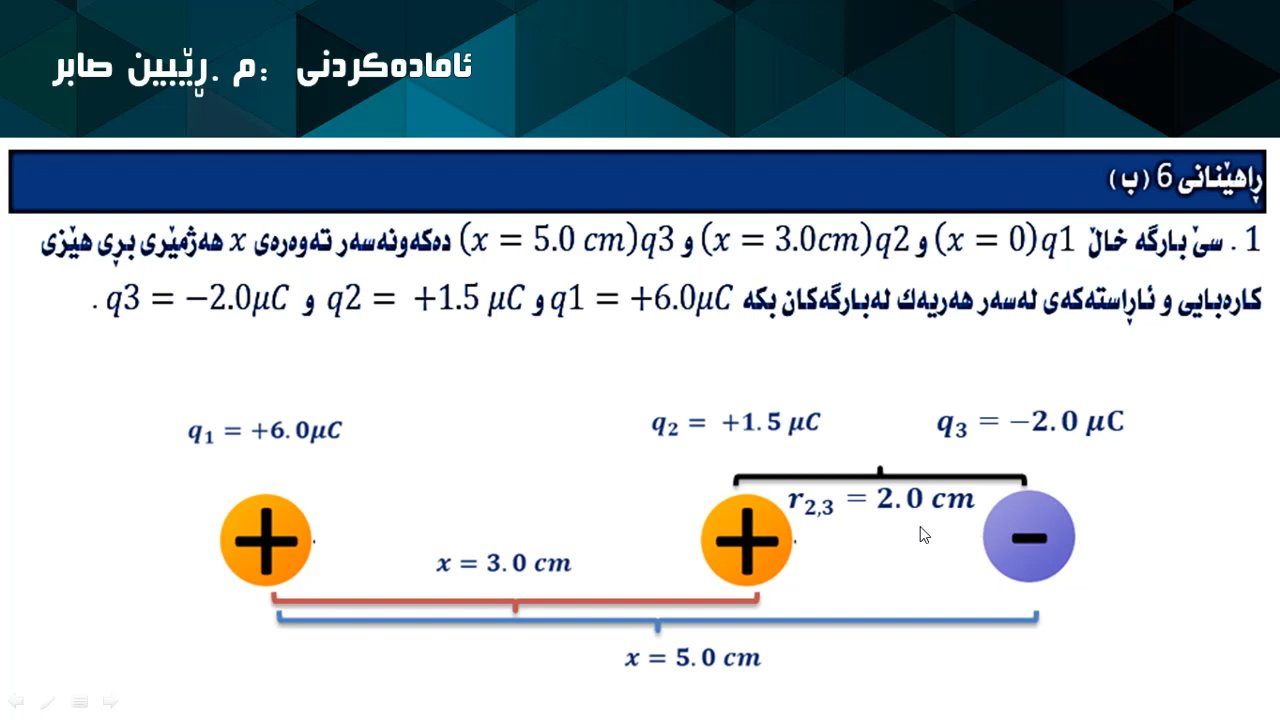 ئامادەکردنی :م .ڕێبین صابر
ڕاهێنانی 6 (ب)
1 . سێ بارگە خاڵ q1(x = 0) و q2(x = 3.0cm) و q3(x = 5.0 cm) دەکەونەسەر تەوەرەی x هەژمێری بڕی هێزی
کارەبایی و ئاڕاستەکەی لەسەر هەریەك لەبارگەکان بکە q1 = +6.0μC و q2 = +1.5 μC و q3 = −2.0μC .
q₁ = +6.0μC
q₂ = +1.5 μC
q₃ = −2.0 μC
r₂,₃ = 2.0 cm
x = 3.0 cm
x = 5.0 cm